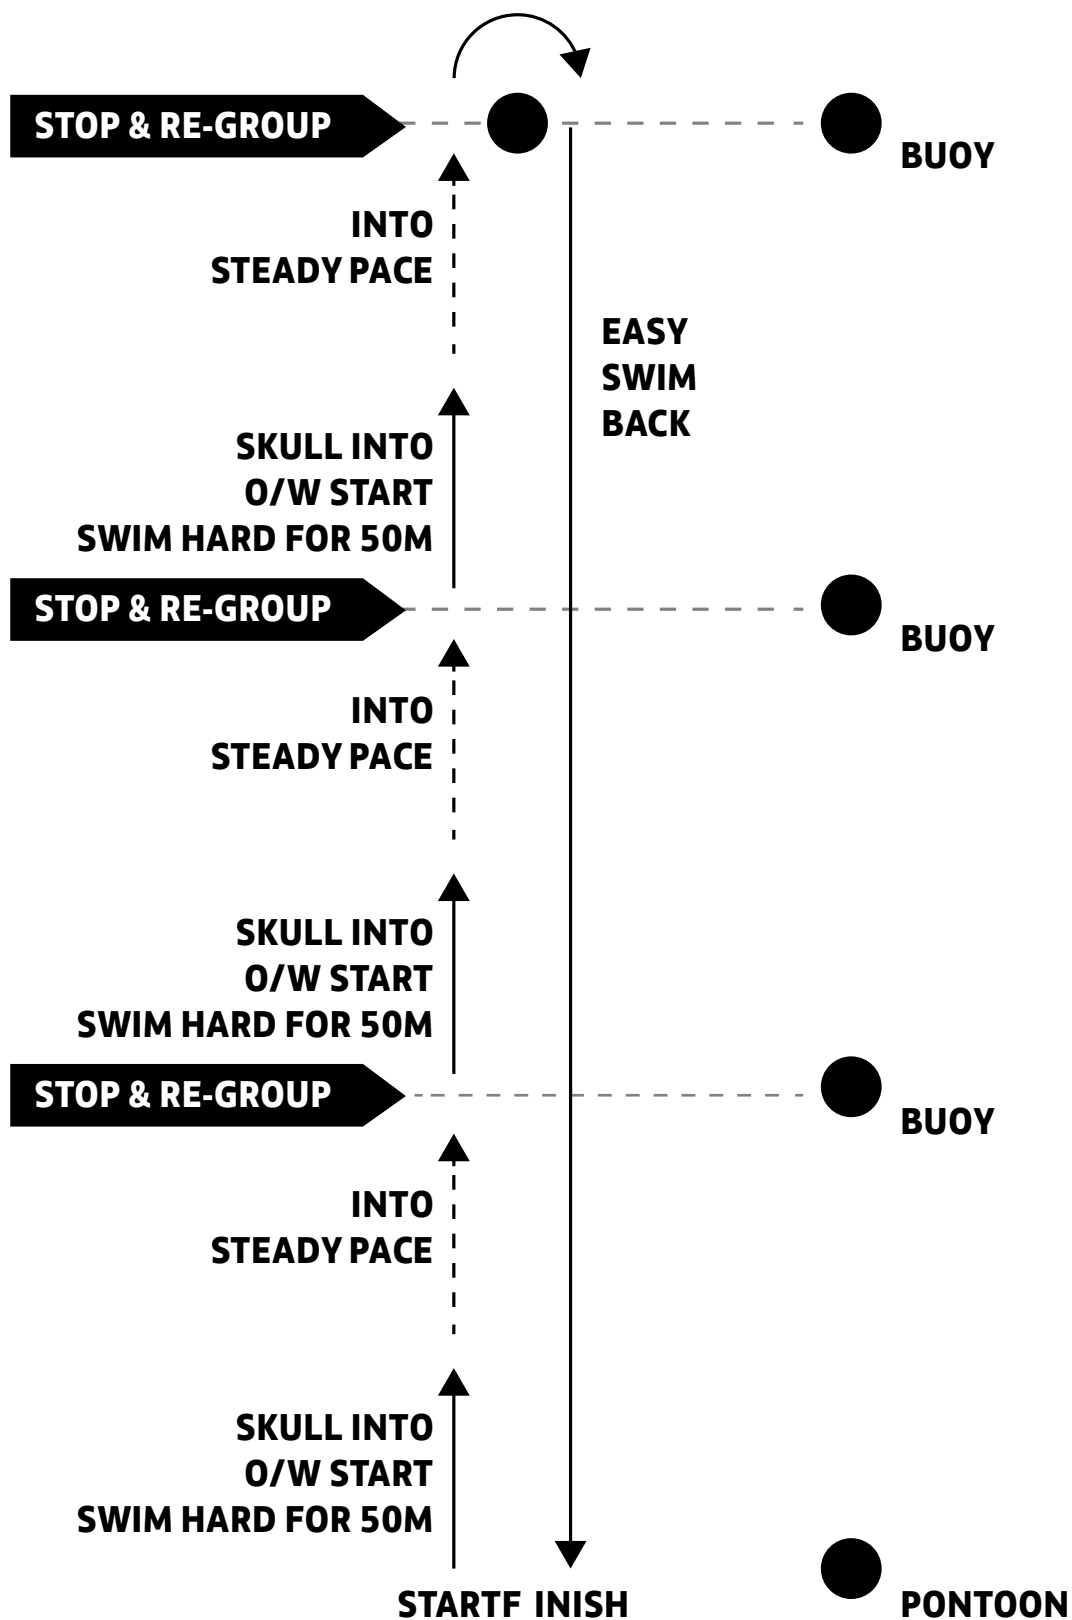 STOP & RE-GROUP
BUOY
INTO
STEADY PACE
EASY
SWIM
BACK
SKULL INTO
O/W START
SWIM HARD FOR 50M
STOP & RE-GROUP
BUOY
INTO
STEADY PACE
SKULL INTO
O/W START
SWIM HARD FOR 50M
STOP & RE-GROUP
BUOY
INTO
STEADY PACE
SKULL INTO
O/W START
SWIM HARD FOR 50M
STARTF INISH
PONTOON